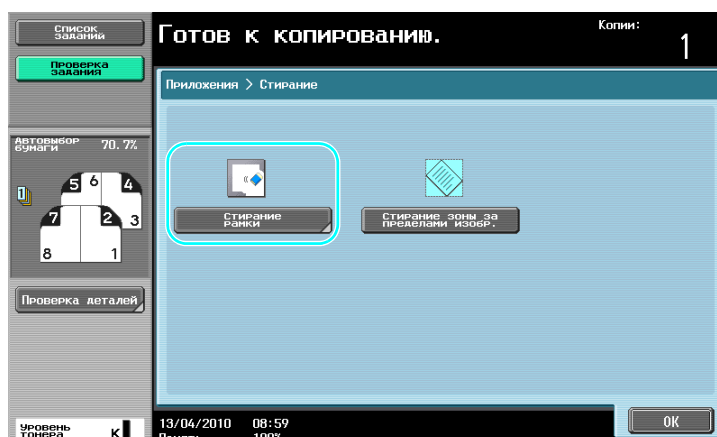 Список
заданий
Готов к копированию.
Копии:
1
Проверка
задания
Приложения > Стирание
Автовыбор
бумаги 70.7%
1
5 6 4
7 2 3
8 1
Стирание
рамки
Стирание зоны за
пределами изобр.
Проверка деталей
Уровень
тонера K
13/04/2010 08:59
Память 100%
OK